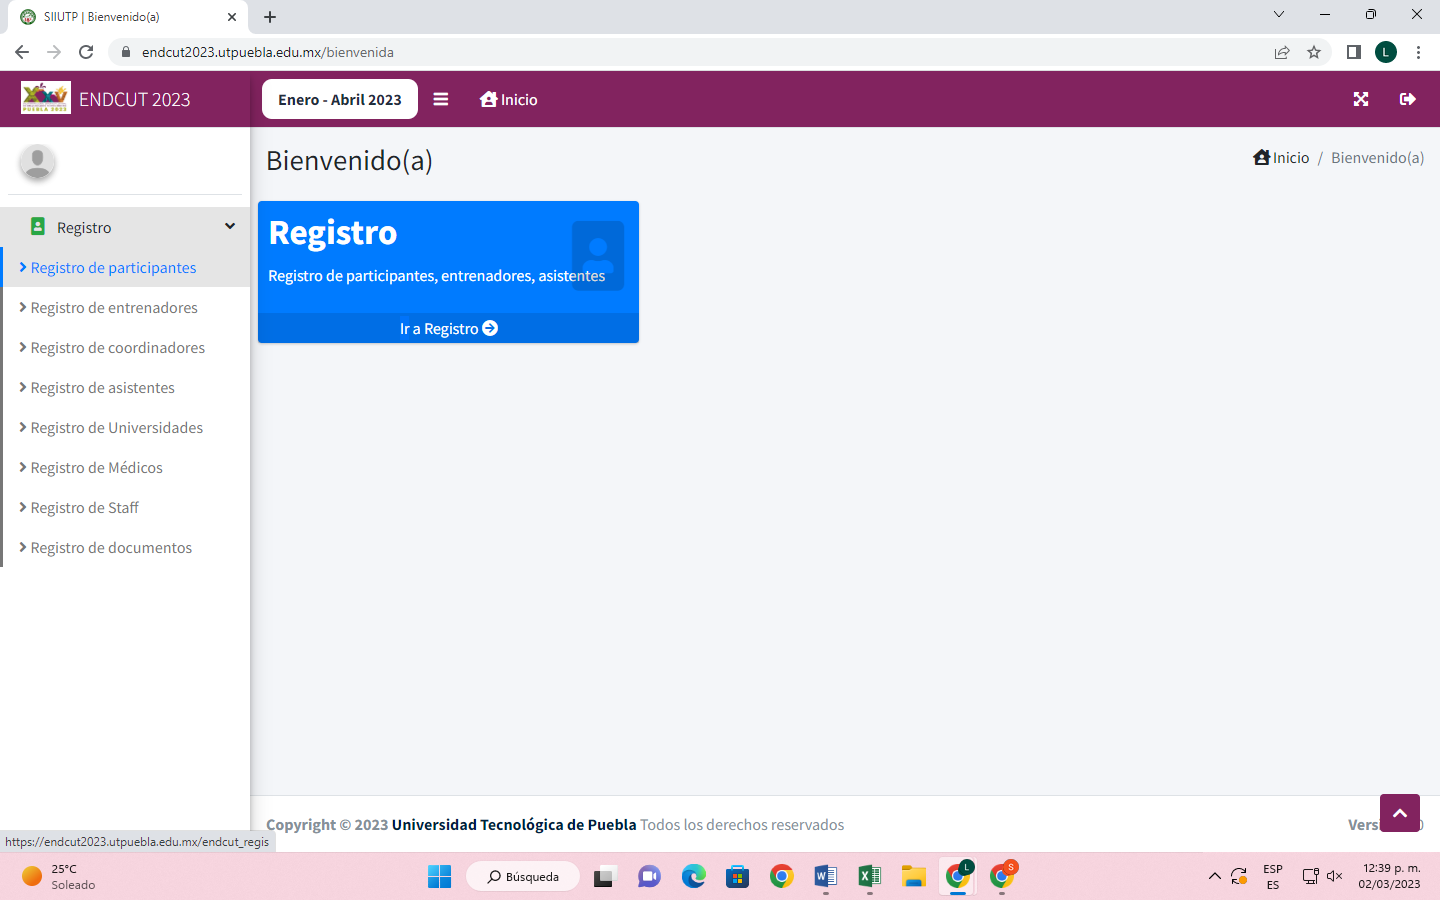 SIIUTP | Bienvenido(a)
endcut2023.utpuebla.edu.mx/bienvenida
L
PUEBLA 2023
ENDCUT 2023
Enero - Abril 2023
Inicio
Bienvenido(a)
Inicio / Bienvenido(a)
Registro
Registro de participantes
Registro de entrenadores
Registro de coordinadores
Registro de asistentes
Registro de Universidades
Registro de Médicos
Registro de Staff
Registro de documentos
Registro
Registro de participantes, entrenadores, asistentes
Ir a Registro
Copyright © 2023 Universidad Tecnológica de Puebla Todos los derechos reservados
https://endcut2023.utpuebla.edu.mx/endcut_regis
25°C
Soleado
Búsqueda
L
S
ESP
ES
12:39 p. m.
02/03/2023